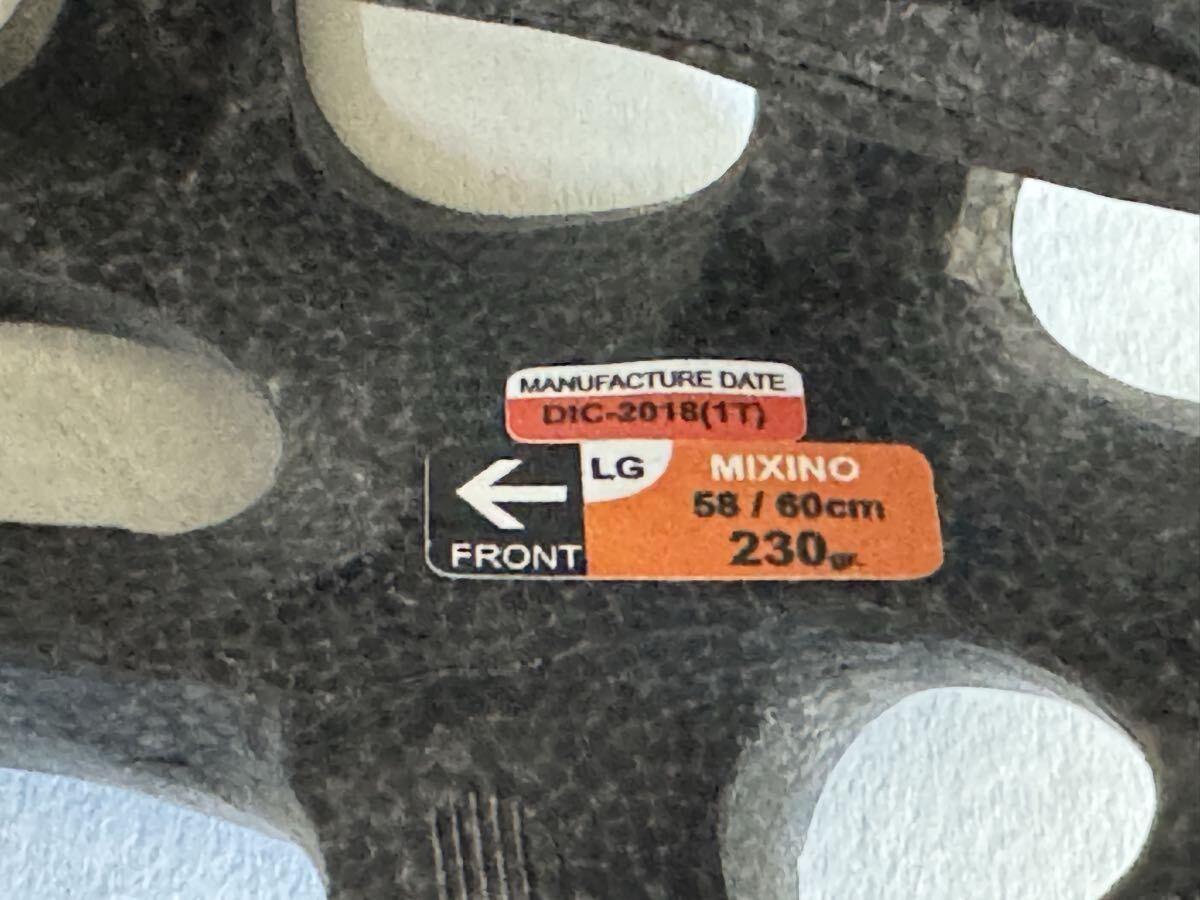 MANUFACTURE DATE
DIC-2018(1T)
LG
MIXINO
58 / 60cm
230gr.
FRONT